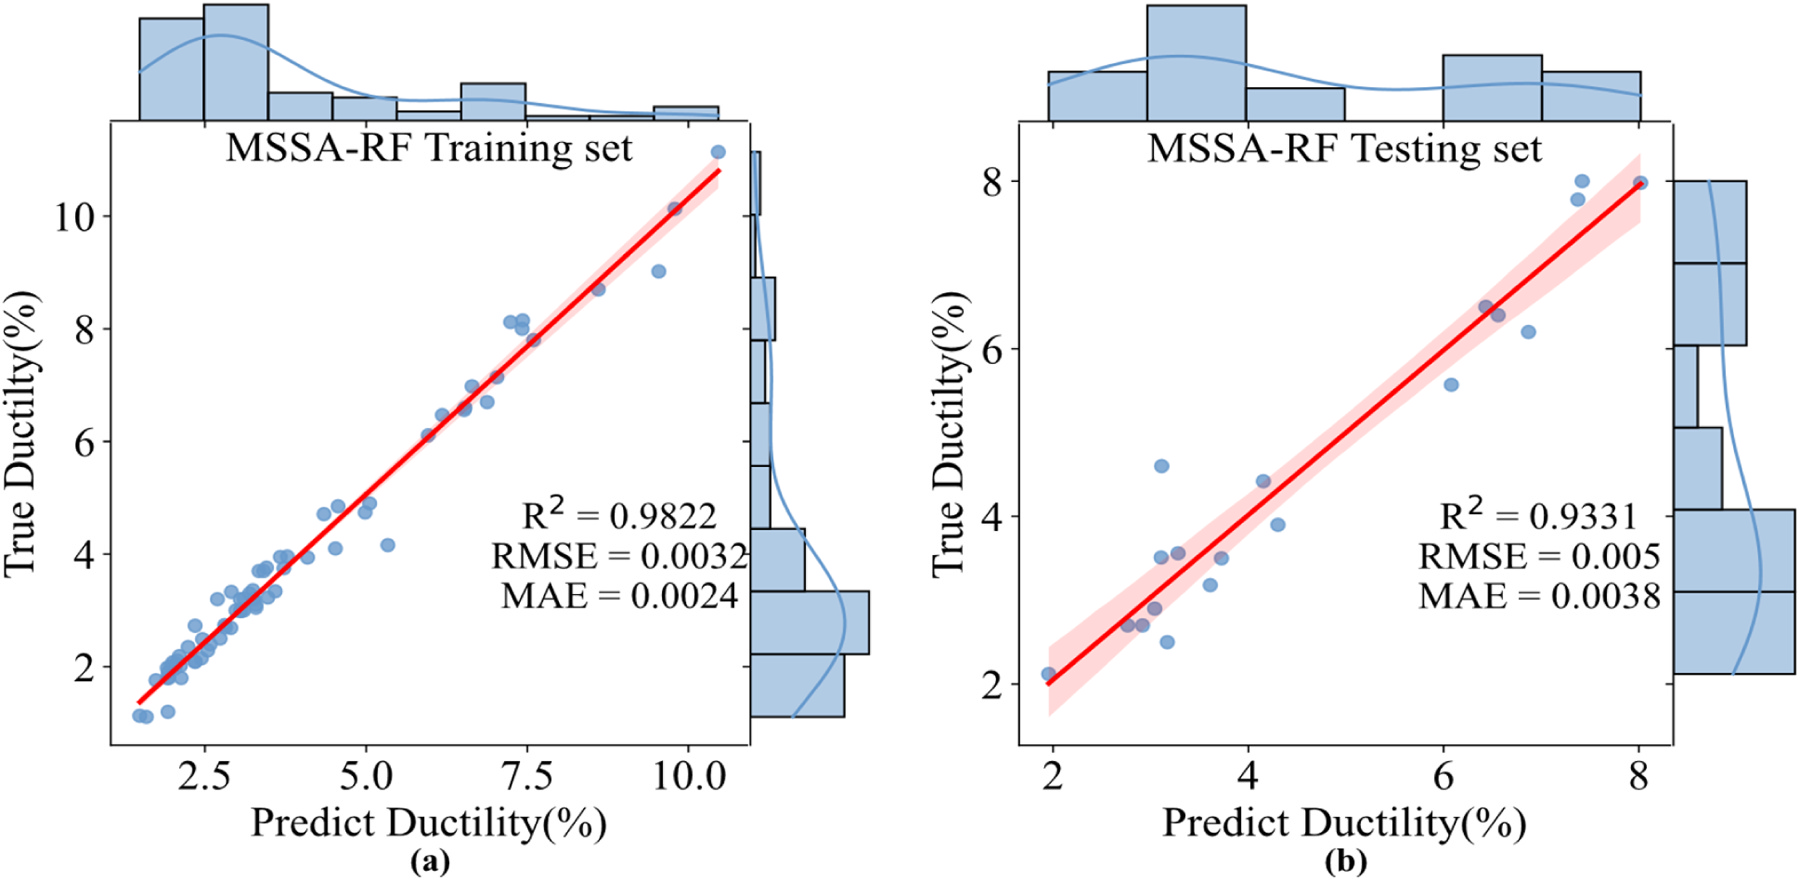 MSSA-RF Training set
10
8
6
4
2
True Ductilty(%)
R² = 0.9822
RMSE = 0.0032
MAE = 0.0024
2.5 5.0 7.5 10.0
Predict Ductility(%)
(a)
MSSA-RF Testing set
8
6
4
2
True Ductilty(%)
R² = 0.9331
RMSE = 0.005
MAE = 0.0038
2 4 6 8
Predict Ductility(%)
(b)